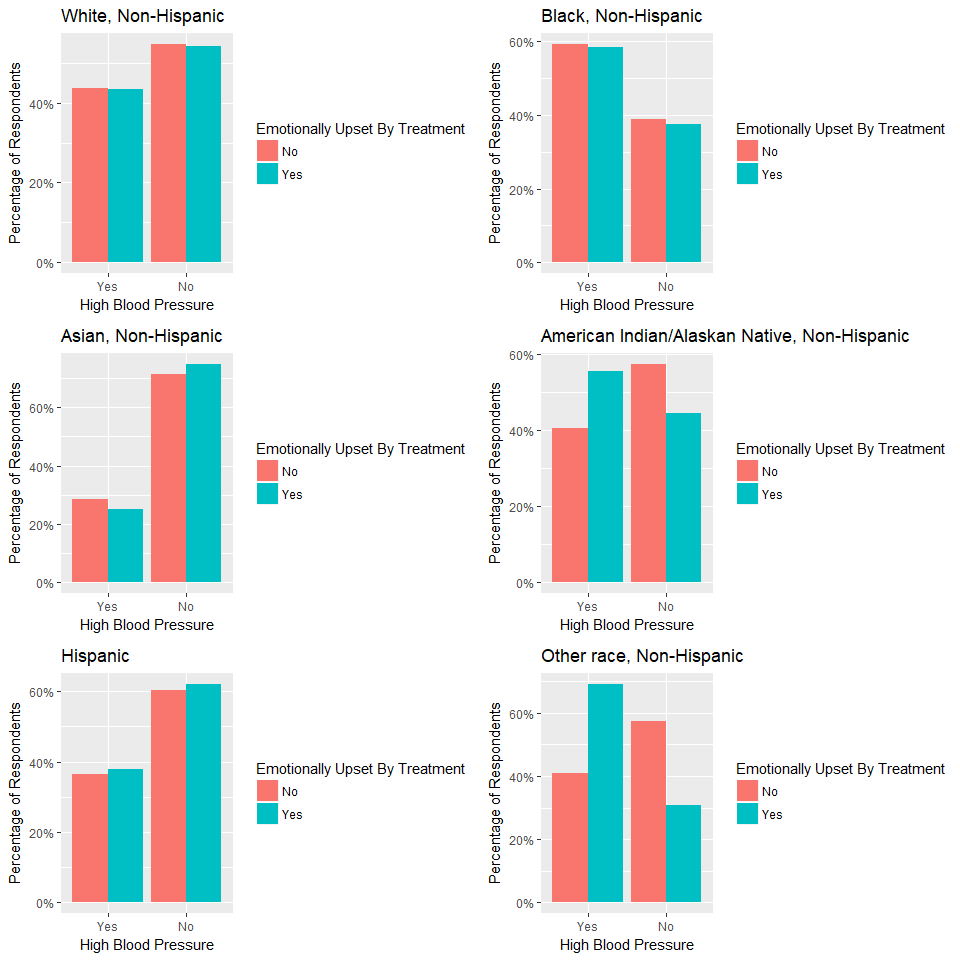 White, Non-Hispanic
Percentage of Respondents
40%
20%
0%
Yes
No
High Blood Pressure
Emotionally Upset By Treatment
No
Yes
Black, Non-Hispanic
Percentage of Respondents
60%
40%
20%
0%
Yes
No
High Blood Pressure
Emotionally Upset By Treatment
No
Yes
Asian, Non-Hispanic
Percentage of Respondents
60%
40%
20%
0%
Yes
No
High Blood Pressure
Emotionally Upset By Treatment
No
Yes
American Indian/Alaskan Native, Non-Hispanic
Percentage of Respondents
60%
40%
20%
0%
Yes
No
High Blood Pressure
Emotionally Upset By Treatment
No
Yes
Hispanic
Percentage of Respondents
60%
40%
20%
0%
Yes
No
High Blood Pressure
Emotionally Upset By Treatment
No
Yes
Other race, Non-Hispanic
Percentage of Respondents
60%
40%
20%
0%
Yes
No
High Blood Pressure
Emotionally Upset By Treatment
No
Yes